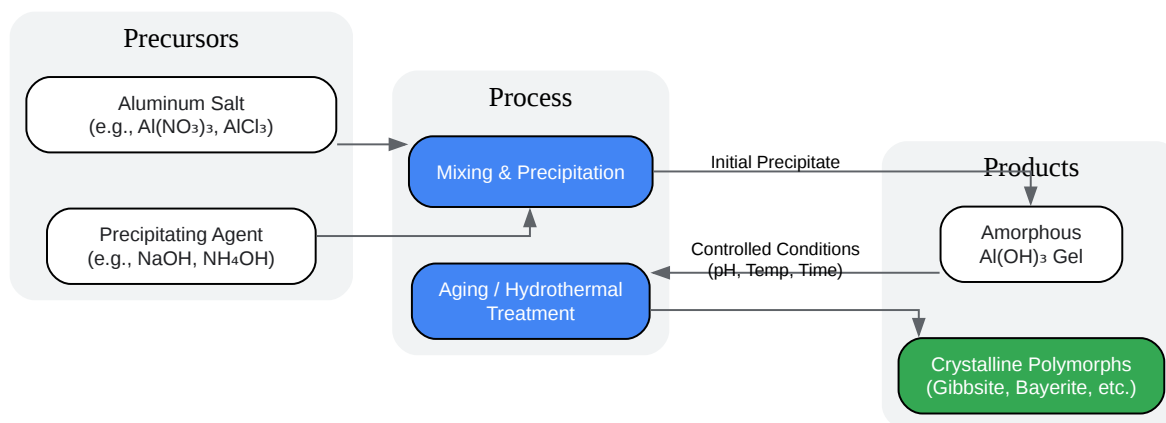 Precursors
Aluminum Salt
(e.g., Al(NO₃)₃, AlCl₃)
Precipitating Agent
(e.g., NaOH, NH₄OH)
Process
Mixing & Precipitation
Aging / Hydrothermal
Treatment
Initial Precipitate
Controlled Conditions
(pH, Temp, Time)
Products
Amorphous
Al(OH)₃ Gel
Crystalline Polymorphs
(Gibbsite, Bayerite, etc.)